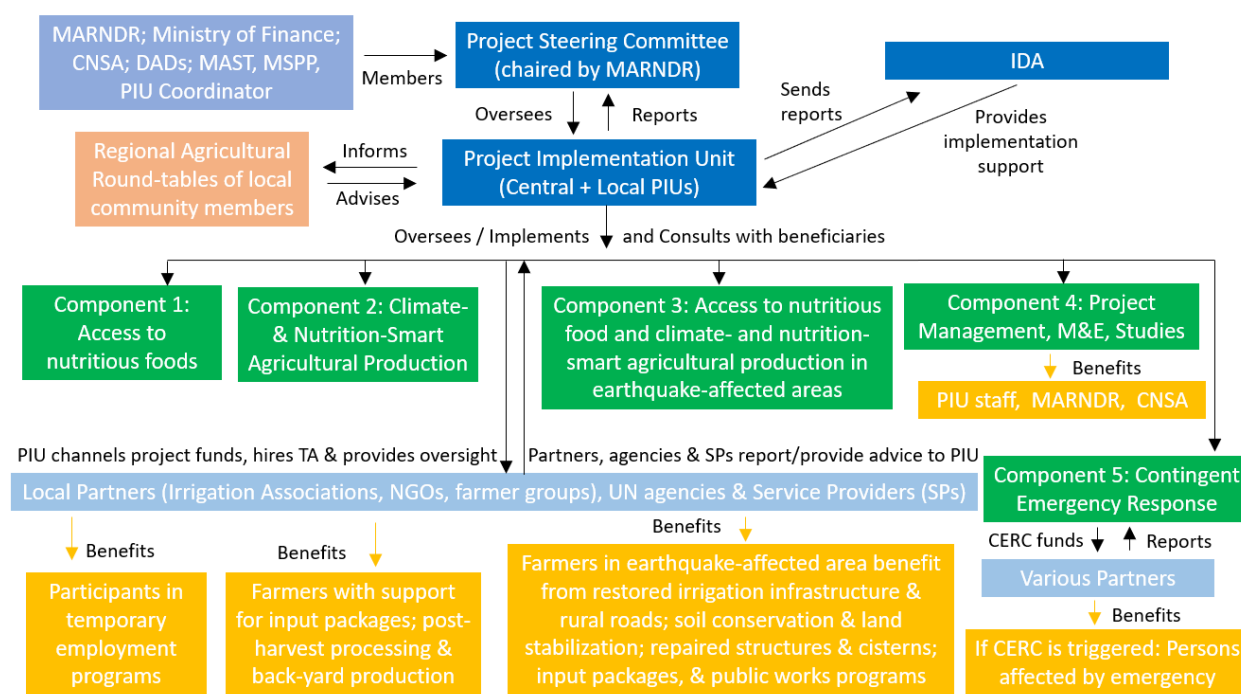 MARNDR; Ministry of Finance;
CNSA; DADs; MAST, MSPP,
PIU Coordinator
Members
Project Steering Committee
(chaired by MARNDR)
IDA
Oversees
Reports
Sends
reports
Provides
implementation
support
Regional Agricultural
Round-tables of local
community members
Informs
Advises
Project Implementation Unit
(Central + Local PIUs)
Oversees / Implements
and Consults with beneficiaries
Component 1:
Access to
nutritious foods
Component 2: Climate-
& Nutrition-Smart
Agricultural Production
Component 3: Access to nutritious
food and climate- and nutrition-
smart agricultural production in
earthquake-affected areas
Component 4: Project
Management, M&E, Studies
Benefits
PIU staff, MARNDR, CNSA
PIU channels project funds, hires TA & provides oversight
Partners, agencies & SPs report/provide advice to PIU
Local Partners (Irrigation Associations, NGOs, farmer groups), UN agencies & Service Providers (SPs)
Component 5: Contingent
Emergency Response
Benefits
Benefits
Benefits
CERC funds
Reports
Participants in
temporary
employment
programs
Farmers with support
for input packages; post-
harvest processing &
back-yard production
Farmers in earthquake-affected area benefit
from restored irrigation infrastructure &
rural roads; soil conservation & land
stabilization; repaired structures & cisterns;
input packages, & public works programs
Various Partners
Benefits
If CERC is triggered: Persons
affected by emergency